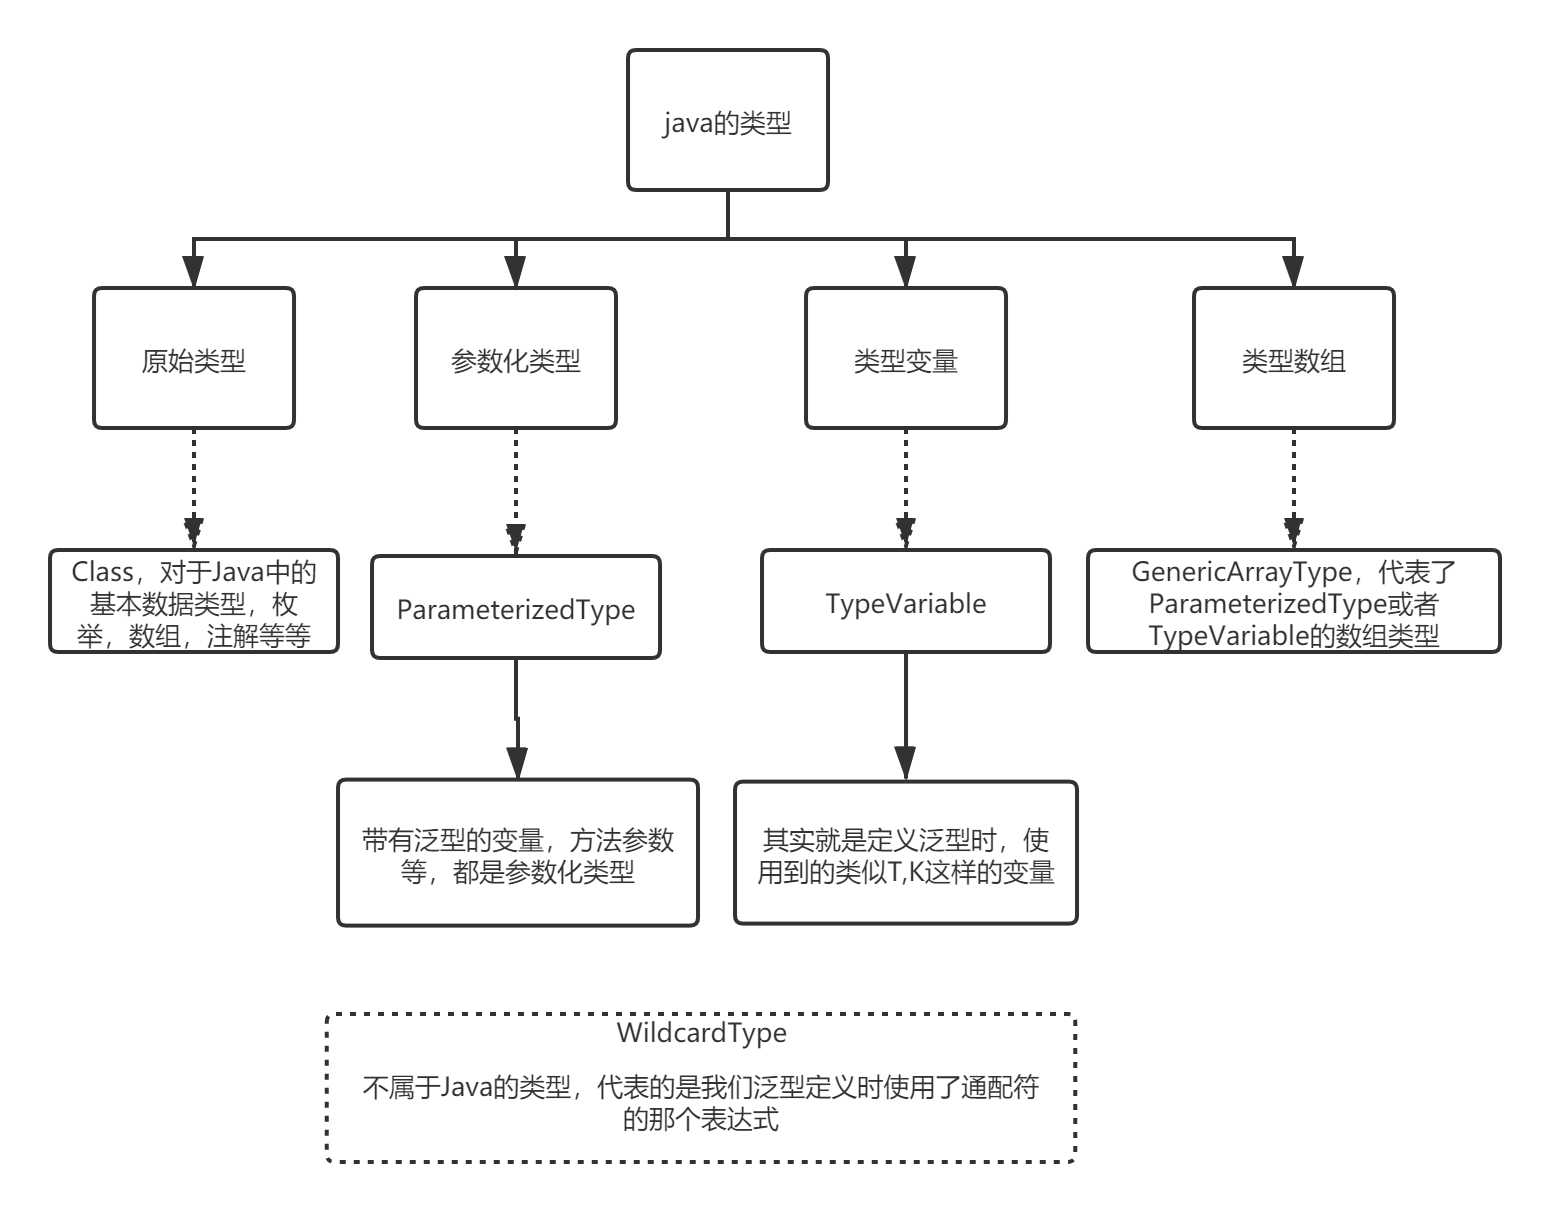 java的类型
原始类型
参数化类型
类型变量
类型数组
Class，对于Java中的
基本数据类型，枚
举，数组，注解等等
ParameterizedType
TypeVariable
GenericArrayType，代表了
ParameterizedType或者
TypeVariable的数组类型
带有泛型的变量，方法参数
等，都是参数化类型
其实就是定义泛型时，使
用到的类似T,K这样的变量
WildcardType
不属于Java的类型，代表的是我们泛型定义时使用了通配符
的那个表达式